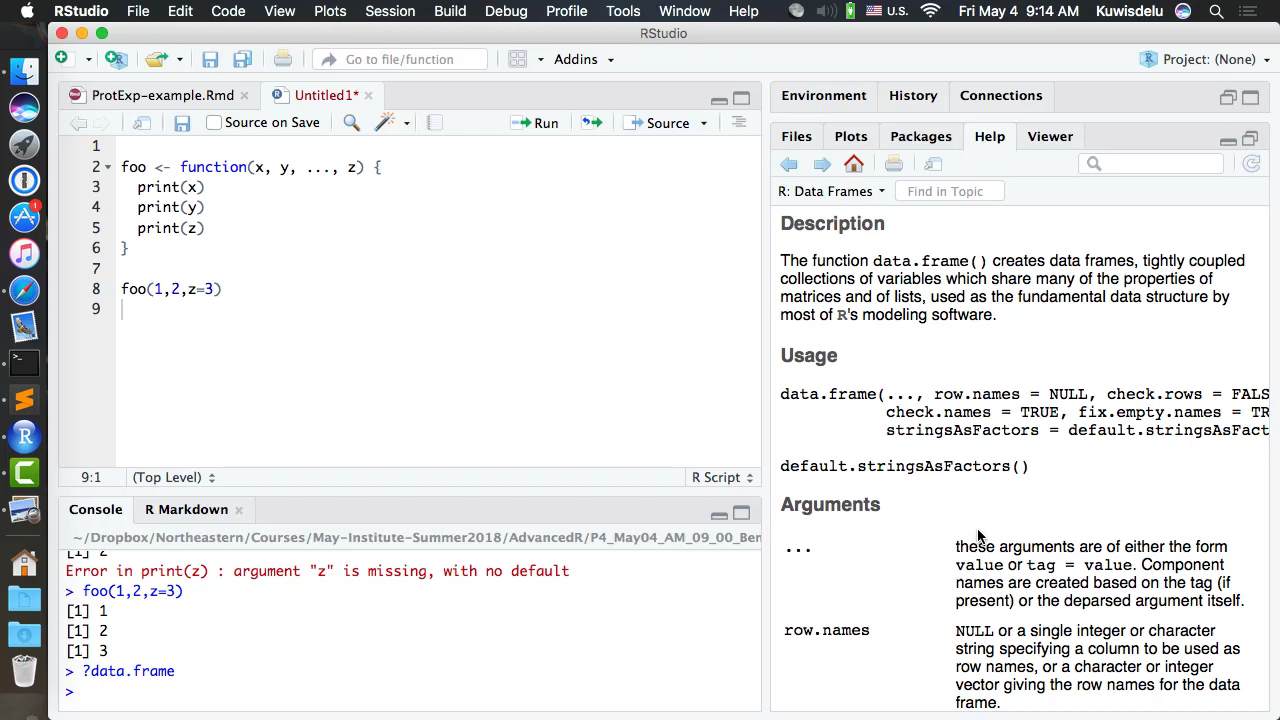 RStudio File Edit Code View Plots Session Build Debug Profile Tools Window Help U.S. Fri May 4 9:14 AM Kuwisdelu
RStudio
Go to file/function Addins Project: (None)
ProtExp-example.Rmd Untitled1*
Source on Save Run Source
1
2 foo <- function(x, y, ..., z) {
3 print(x)
4 print(y)
5 print(z)
6 }
7
8 foo(1,2,z=3)
9
9:1 (Top Level) R Script
Console R Markdown
~/Dropbox/Northeastern/Courses/May-Institute-Summer2018/AdvancedR/P4_May04_AM_09_00_Ben
[1] 2
Error in print(z) : argument "z" is missing, with no default
> foo(1,2,z=3)
[1] 1
[1] 2
[1] 3
> ?data.frame
>
Environment History Connections
Files Plots Packages Help Viewer
R: Data Frames Find in Topic
Description
The function data.frame() creates data frames, tightly coupled
collections of variables which share many of the properties of
matrices and of lists, used as the fundamental data structure by
most of R's modeling software.
Usage
data.frame(..., row.names = NULL, check.rows = FALS
check.names = TRUE, fix.empty.names = TR
stringsAsFactors = default.stringsAsFact
default.stringsAsFactors()
Arguments
... these arguments are of either the form
value or tag = value. Component
names are created based on the tag (if
present) or the deparsed argument itself.
row.names NULL or a single integer or character
string specifying a column to be used as
row names, or a character or integer
vector giving the row names for the data
frame.